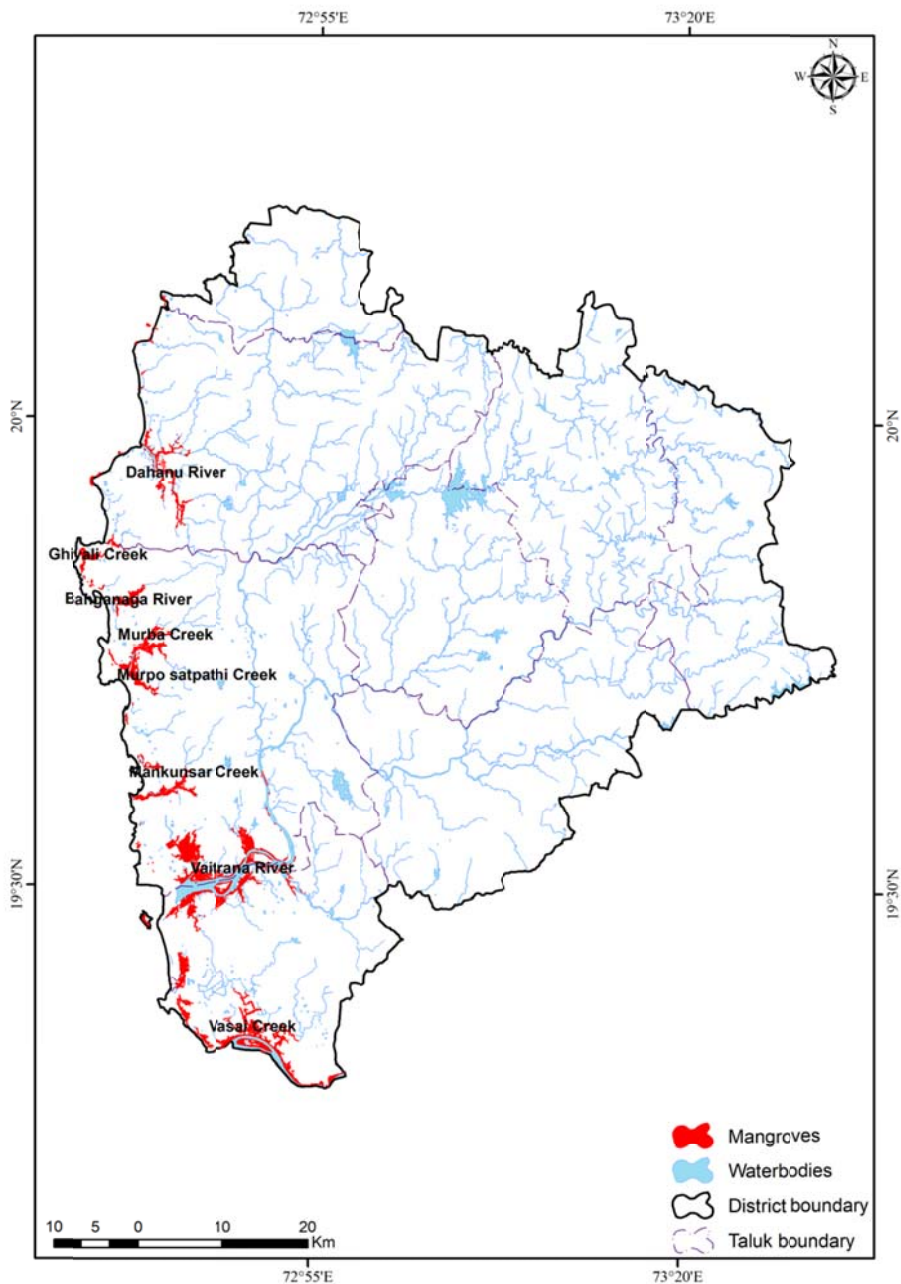 72°55'E 73°20'E
N
W E
S
20°N 20°N
Dahanu River
Ghivali Creek
Banganaga River
Murba Creek
Murpo satpathi Creek
Mankunsar Creek
Vaitrana River
19°30'N 19°30'N
Vasai Creek
Mangroves
Waterbodies
District boundary
Taluk boundary
10 5 0 10 20
Km
72°55'E 73°20'E